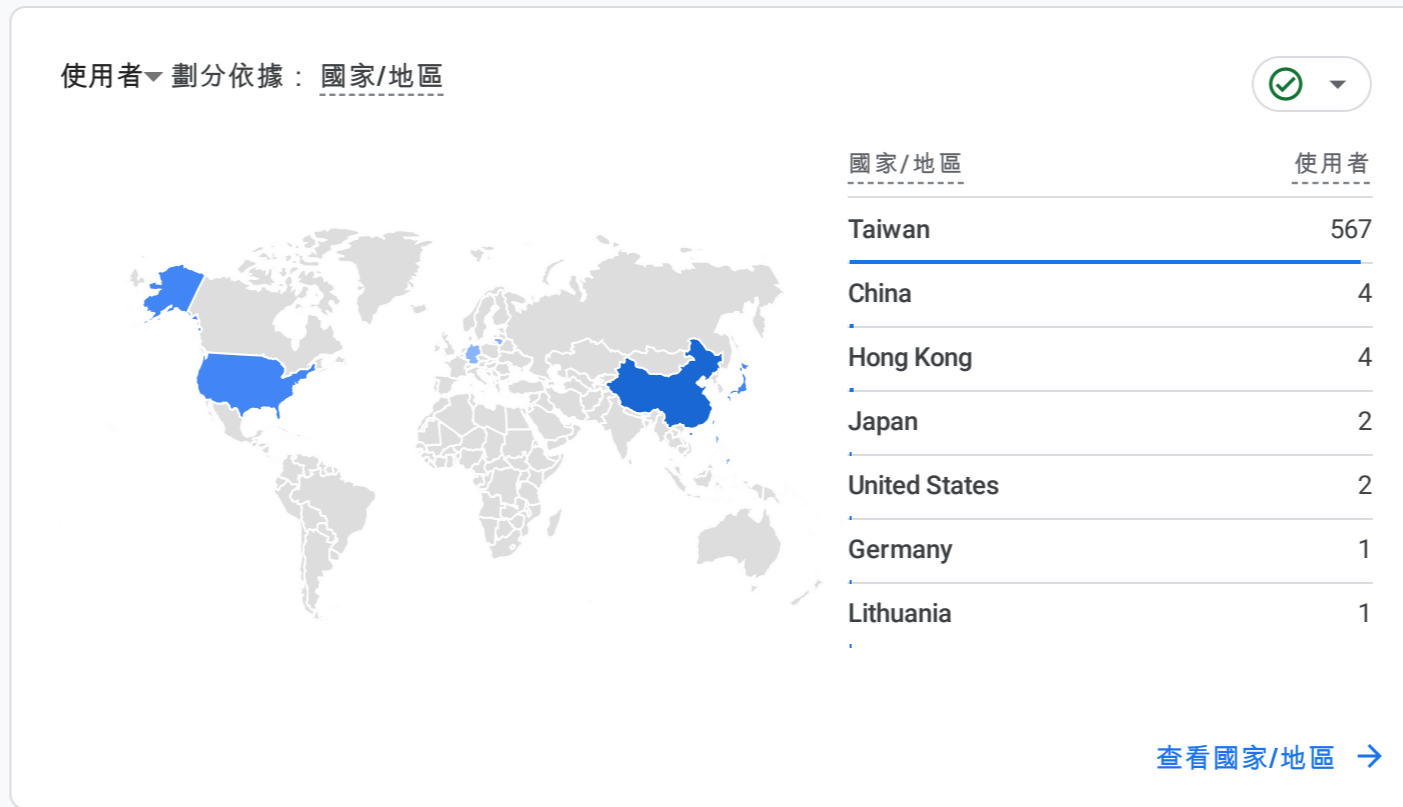 使用者 劃分依據： 國家/地區
國家/地區 使用者
Taiwan 567
China 4
Hong Kong 4
Japan 2
United States 2
Germany 1
Lithuania 1
查看國家/地區